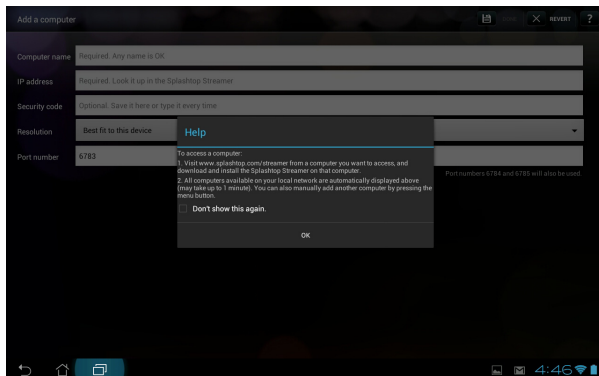 Add a computer
REVERT ?
Computer name Required. Any name is OK
IP address Required. Look it up in the Splashtop Streamer
Security code Optional. Save it here or type it every time
Resolution Best fit to this device
Port number 6783
Port numbers 6784 and 6785 will also be used.
Help
To access a computer:
1. Visit www.splashtop.com/streamer from a computer you want to access, and
download and install the Splashtop Streamer on that computer.
2. All computers available on your local network are automatically displayed above
(may take up to 1 minute). You can also manually add another computer by pressing the
menu button.
Don't show this again.
OK
4:46